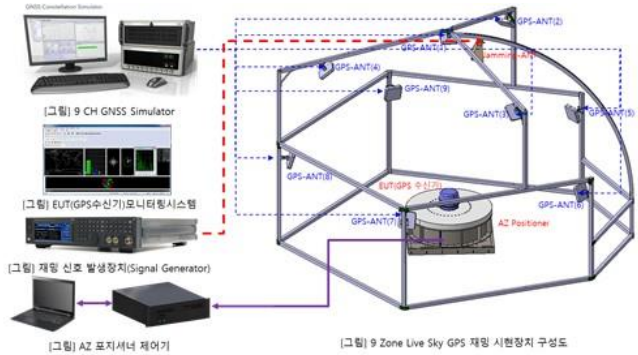 GNSS Constellation Simulator
[그림] 9 CH GNSS Simulator
[그림] EUT(GPS수신기)모니터링시스템
[그림] 재밍 신호 발생장치(Signal Generator)
[그림] AZ 포지셔너 제어기
GPS-ANT(2)
GPS-ANT(1)
Jamming-ANT
GPS-ANT(4)
GPS-ANT(9)
GPS-ANT(3)
GPS-ANT(5)
GPS-ANT(8)
EUT(GPS 수신기)
GPS-ANT(6)
GPS-ANT(7)
AZ Positioner
[그림] 9 Zone Live Sky GPS 재밍 시현장치 구성도